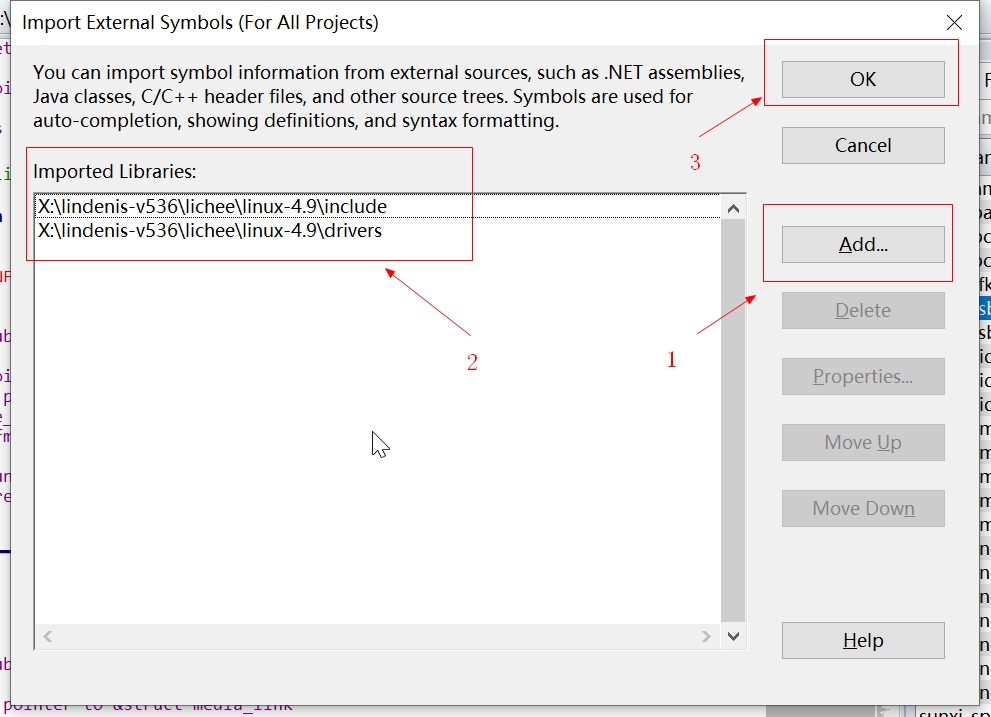 Import External Symbols (For All Projects)
You can import symbol information from external sources, such as .NET assemblies,
Java classes, C/C++ header files, and other source trees. Symbols are used for
auto-completion, showing definitions, and syntax formatting.
OK
3
Cancel
Imported Libraries:
X:\lindenis-v536\lichee\linux-4.9\include
X:\lindenis-v536\lichee\linux-4.9\drivers
Add...
Delete
2
1
Properties...
Move Up
Move Down
Help
pointer to &struct media_link